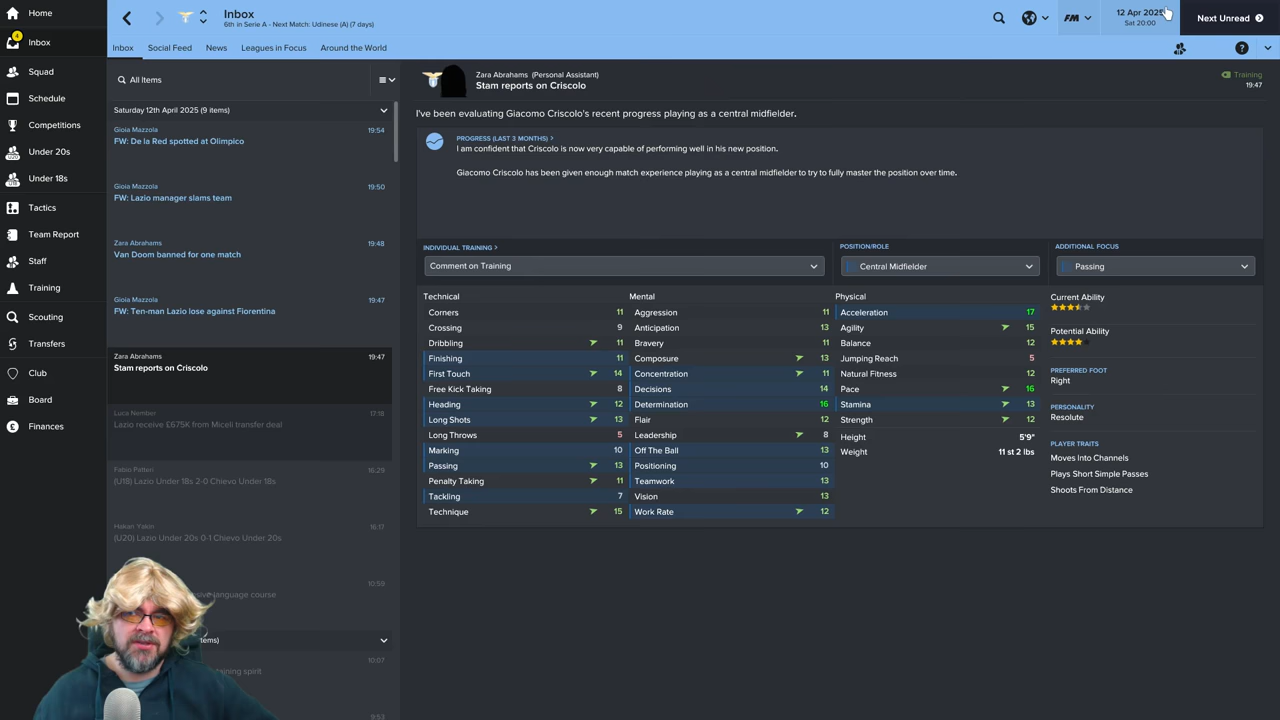 Home
Inbox
4
Squad
Schedule
Competitions
Under 20s
Under 18s
Tactics
Team Report
Staff
Training
Scouting
Transfers
Club
Board
Finances
Inbox
6th in Serie A - Next Match: Udinese (A) (7 days)
FM
12 Apr 2025
Sat 20:00
Next Unread
Inbox
Social Feed
News
Leagues in Focus
Around the World
?
All Items
Saturday 12th April 2025 (9 items)
Gioia Mazzola
19:54
FW: De la Red spotted at Olimpico
Gioia Mazzola
19:50
FW: Lazio manager slams team
Zara Abrahams
19:48
Van Doom banned for one match
Gioia Mazzola
19:47
FW: Ten-man Lazio lose against Fiorentina
Zara Abrahams
19:47
Stam reports on Criscolo
Luca Nember
17:18
Lazio receive £675K from Miceli transfer deal
Fabio Patteri
16:29
(U18) Lazio Under 18s 2-0 Chievo Under 18s
Hakan Yakin
16:17
(U20) Lazio Under 20s 0-1 Chievo Under 20s
10:59
language course
items)
10:07
training spirit
9:53
Zara Abrahams (Personal Assistant)
Stam reports on Criscolo
Training
19:47
I've been evaluating Giacomo Criscolo's recent progress playing as a central midfielder.
PROGRESS (LAST 3 MONTHS) >
I am confident that Criscolo is now very capable of performing well in his new position.
Giacomo Criscolo has been given enough match experience playing as a central midfielder to try to fully master the position over time.
INDIVIDUAL TRAINING >
Comment on Training
POSITION/ROLE
Central Midfielder
ADDITIONAL FOCUS
Passing
Technical
Corners 11
Crossing 9
Dribbling 11
Finishing 11
First Touch 14
Free Kick Taking 8
Heading 12
Long Shots 13
Long Throws 5
Marking 10
Passing 13
Penalty Taking 11
Tackling 7
Technique 15
Mental
Aggression 11
Anticipation 13
Bravery 11
Composure 13
Concentration 11
Decisions 14
Determination 16
Flair 12
Leadership 8
Off The Ball 13
Positioning 10
Teamwork 13
Vision 13
Work Rate 12
Physical
Acceleration 17
Agility 15
Balance 12
Jumping Reach 5
Natural Fitness 12
Pace 16
Stamina 13
Strength 12
Height 5'9"
Weight 11 st 2 lbs
Current Ability
Potential Ability
PREFERRED FOOT
Right
PERSONALITY
Resolute
PLAYER TRAITS
Moves Into Channels
Plays Short Simple Passes
Shoots From Distance